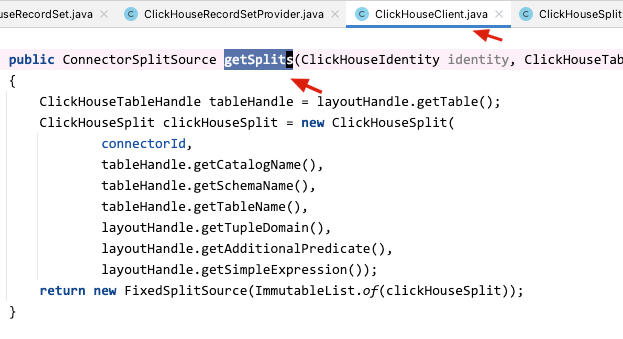 useRecordSet.java ClickHouseRecordSetProvider.java ClickHouseClient.java ClickHouseSplit
public ConnectorSplitSource getSplits(ClickHouseIdentity identity, ClickHouseTab
{
ClickHouseTableHandle tableHandle = layoutHandle.getTable();
ClickHouseSplit clickHouseSplit = new ClickHouseSplit(
connectorId,
tableHandle.getCatalogName(),
tableHandle.getSchemaName(),
tableHandle.getTableName(),
layoutHandle.getTupleDomain(),
layoutHandle.getAdditionalPredicate(),
layoutHandle.getSimpleExpression());
return new FixedSplitSource(ImmutableList.of(clickHouseSplit));
}